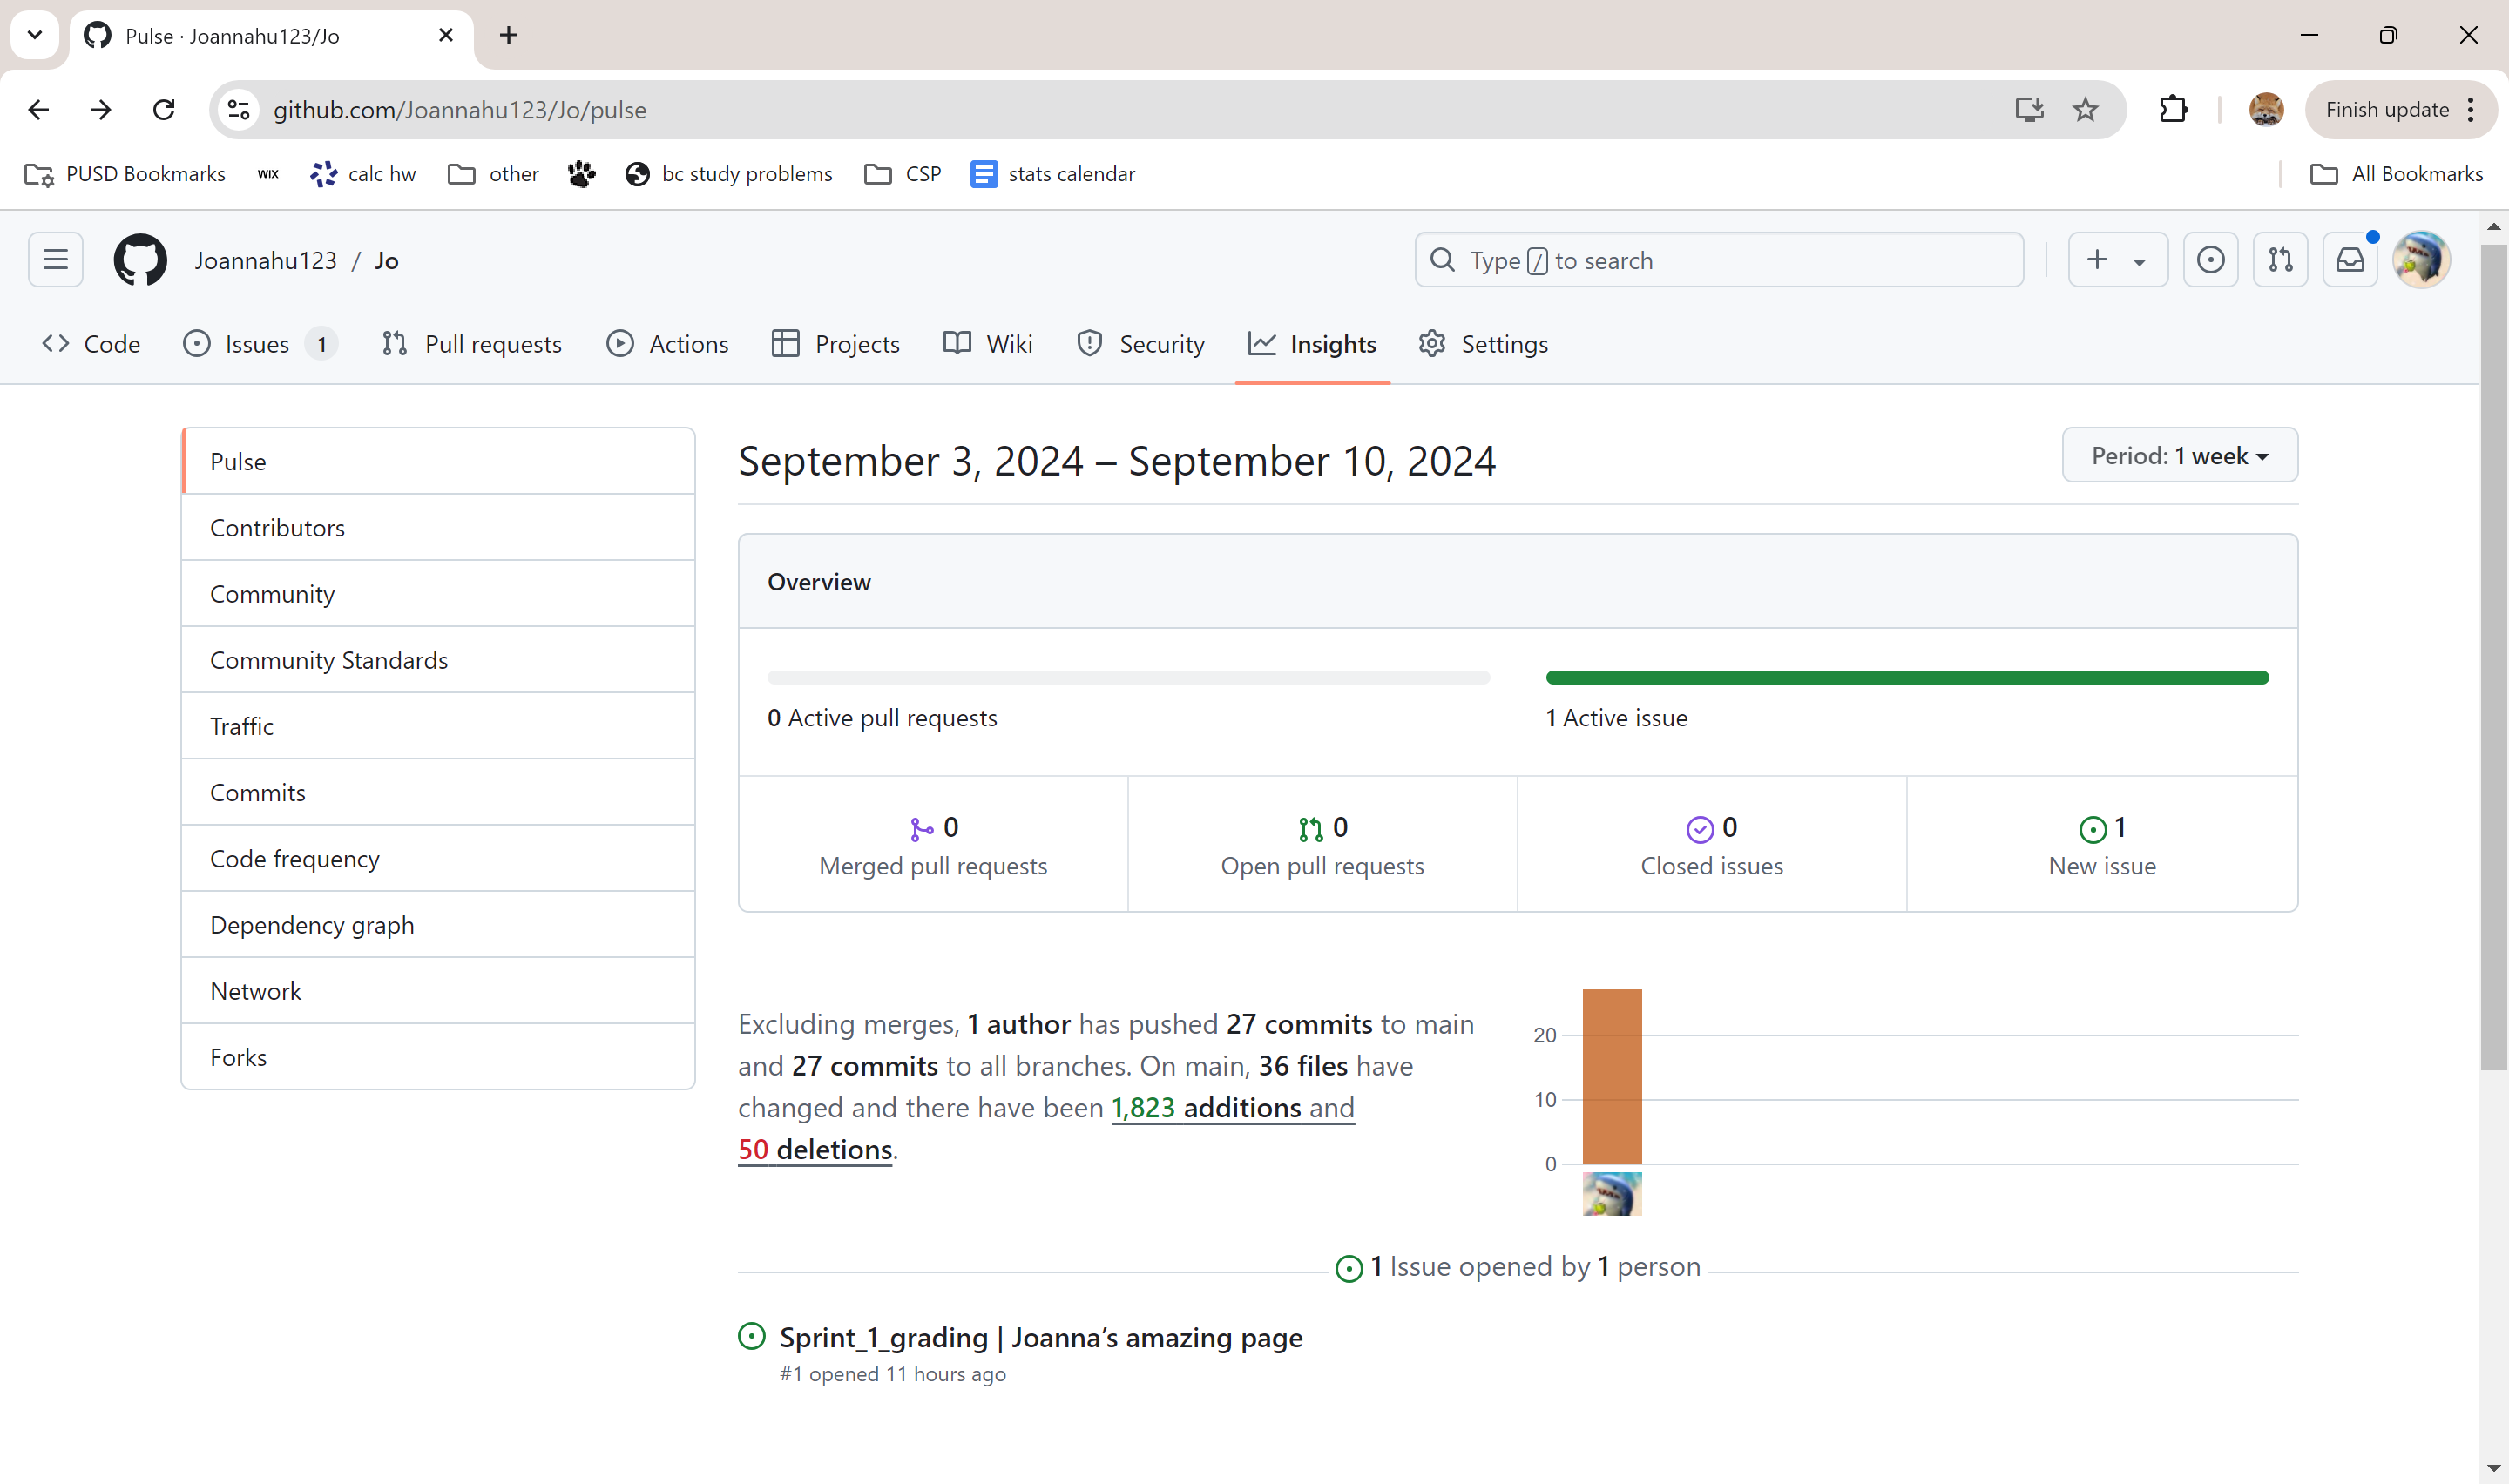 Pulse · Joannahu123/Jo
github.com/Joannahu123/Jo/pulse
Finish update
PUSD Bookmarks
WIX
calc hw
other
bc study problems
CSP
stats calendar
All Bookmarks
Joannahu123 / Jo
Type / to search
Code
Issues 1
Pull requests
Actions
Projects
Wiki
Security
Insights
Settings
Pulse
Contributors
Community
Community Standards
Traffic
Commits
Code frequency
Dependency graph
Network
Forks
September 3, 2024 – September 10, 2024
Period: 1 week
Overview
0 Active pull requests
1 Active issue
0
Merged pull requests
0
Open pull requests
0
Closed issues
1
New issue
Excluding merges, 1 author has pushed 27 commits to main
and 27 commits to all branches. On main, 36 files have
changed and there have been 1,823 additions and
50 deletions.
20
10
0
1 Issue opened by 1 person
Sprint_1_grading | Joanna’s amazing page
#1 opened 11 hours ago